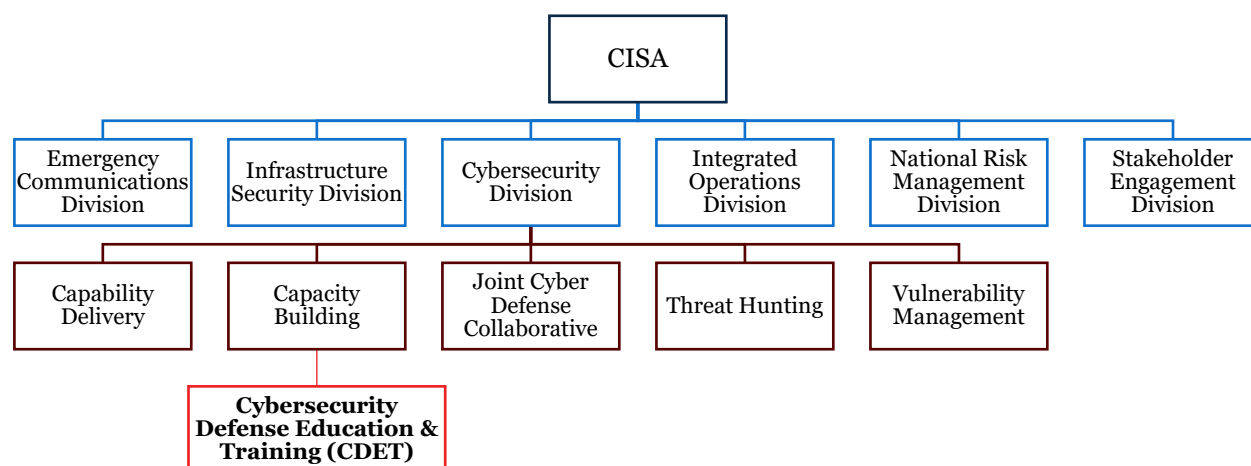 CISA
Emergency
Communications
Division
Infrastructure
Security Division
Cybersecurity
Division
Integrated
Operations
Division
National Risk
Management
Division
Stakeholder
Engagement
Division
Capability
Delivery
Capacity
Building
Joint Cyber
Defense
Collaborative
Threat Hunting
Vulnerability
Management
Cybersecurity
Defense Education &
Training (CDET)